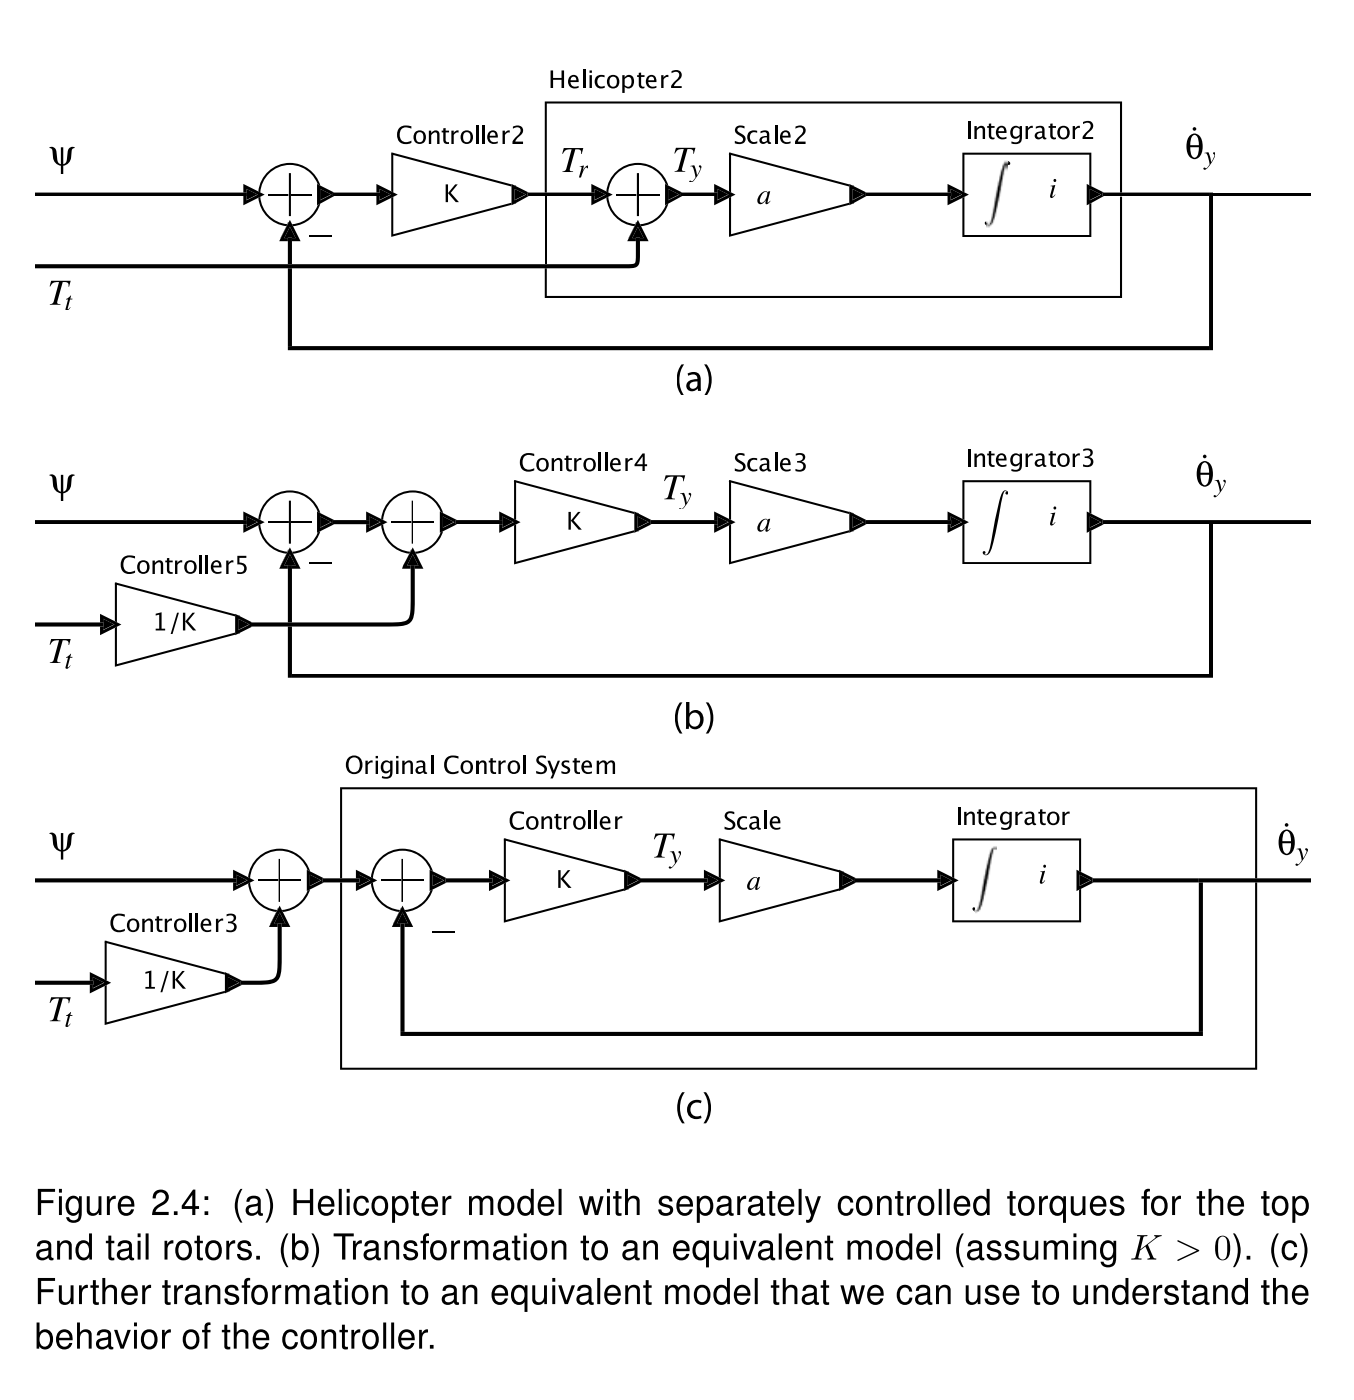 Helicopter2
Controller2 Scale2 Integrator2
ψ T_r T_y θ̇_y
K a ∫ i
−
T_t
(a)
Controller4 Scale3 Integrator3
ψ T_y θ̇_y
K a ∫ i
−
Controller5
1/K
T_t
(b)
Original Control System
Controller Scale Integrator
ψ T_y θ̇_y
K a ∫ i
−
Controller3
1/K
T_t
(c)
Figure 2.4: (a) Helicopter model with separately controlled torques for the top
and tail rotors. (b) Transformation to an equivalent model (assuming K > 0). (c)
Further transformation to an equivalent model that we can use to understand the
behavior of the controller.